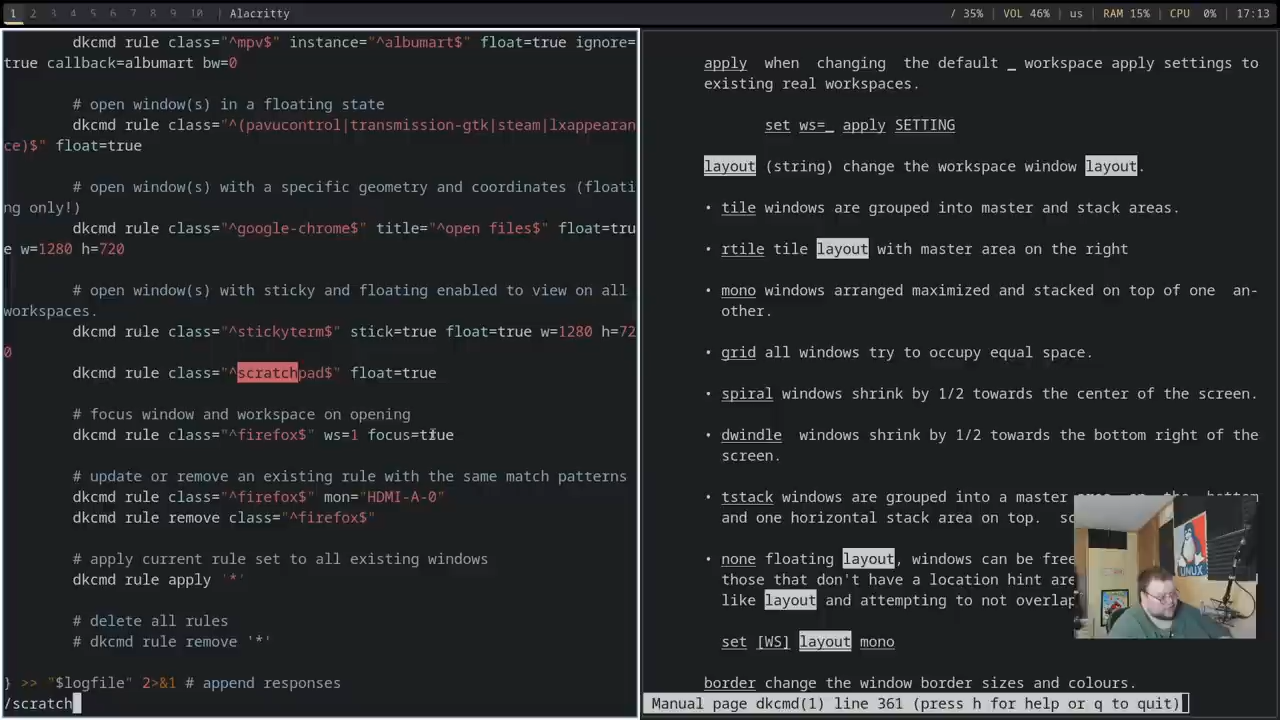 1 2 3 4 5 6 7 8 9 10 Alacritty / 35% VOL 46% us RAM 15% CPU 0% 17:13
dkcmd rule class="^mpv$" instance="^albumart$" float=true ignore=
true callback=albumart bw=0
# open window(s) in a floating state
dkcmd rule class="^(pavucontrol|transmission-gtk|steam|lxappearan
ce)$" float=true
# open window(s) with a specific geometry and coordinates (floati
ng only!)
dkcmd rule class="^google-chrome$" title="^open files$" float=tru
e w=1280 h=720
# open window(s) with sticky and floating enabled to view on all
workspaces.
dkcmd rule class="^stickyterm$" stick=true float=true w=1280 h=72
0
dkcmd rule class="^scratchpad$" float=true
# focus window and workspace on opening
dkcmd rule class="^firefox$" ws=1 focus=true
# update or remove an existing rule with the same match patterns
dkcmd rule class="^firefox$" mon="HDMI-A-0"
dkcmd rule remove class="^firefox$"
# apply current rule set to all existing windows
dkcmd rule apply '*'
# delete all rules
# dkcmd rule remove '*'
} >> "$logfile" 2>&1 # append responses
/scratch
apply when changing the default _ workspace apply settings to
existing real workspaces.
set ws=_ apply SETTING
layout (string) change the workspace window layout.
• tile windows are grouped into master and stack areas.
• rtile tile layout with master area on the right
• mono windows arranged maximized and stacked on top of one an-
other.
• grid all windows try to occupy equal space.
• spiral windows shrink by 1/2 towards the center of the screen.
• dwindle windows shrink by 1/2 towards the bottom right of the
screen.
• tstack windows are grouped into a master area on the bottom
and one horizontal stack area on top.
• none floating layout, windows can be free
those that don't have a location hint are
like layout and attempting to not overlap
set [WS] layout mono
border change the window border sizes and colours.
Manual page dkcmd(1) line 361 (press h for help or q to quit)
UNIX